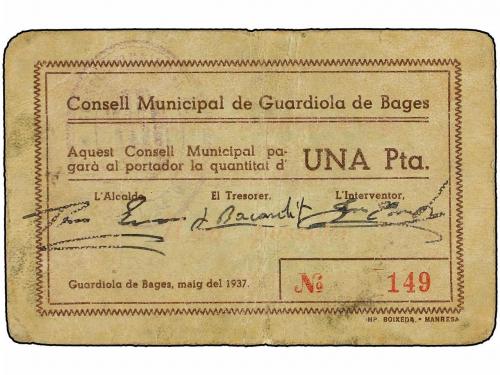 Consell Municipal de Guardiola de Bages
Aquest Consell Municipal pa-
garà al portador la quantitat d' UNA Pta.
L'Alcalde, El Tresorer, L'Interventor,
J Bacardit
Guardiola de Bages, maig del 1937. Nº 149
IMP. BOIXEDA. - MANRESA